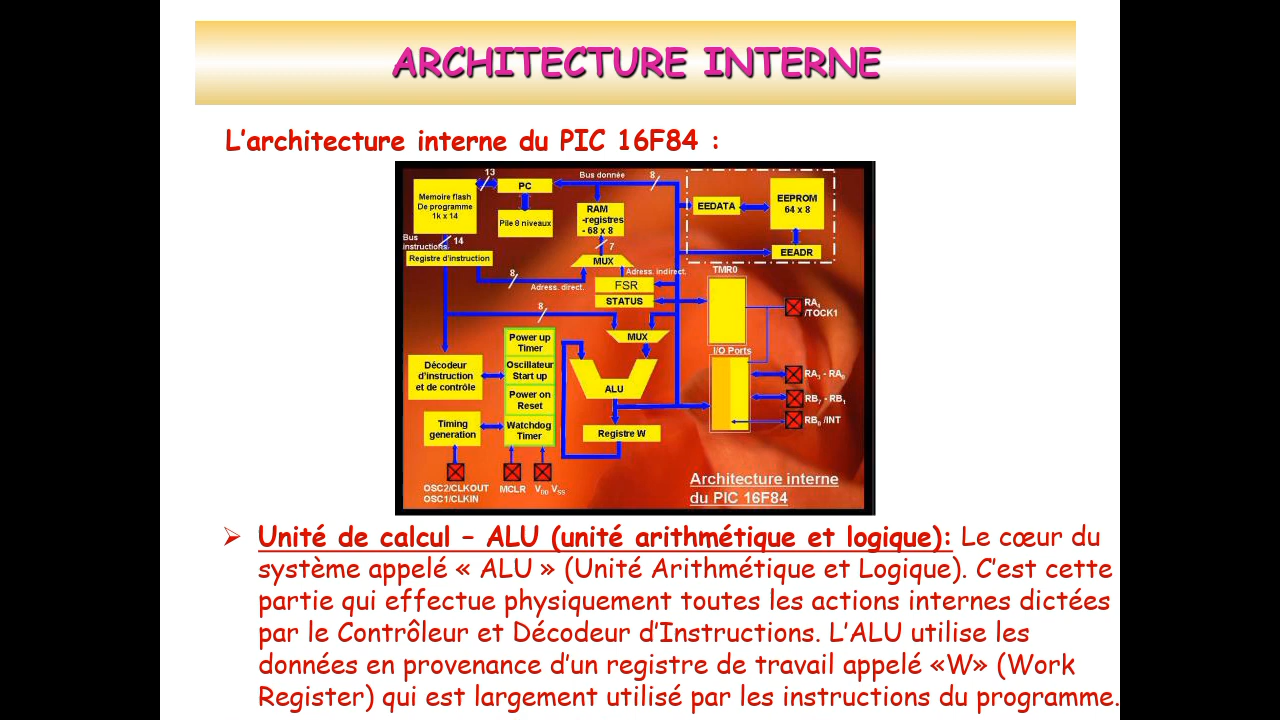 ARCHITECTURE INTERNE
L’architecture interne du PIC 16F84 :
13
Bus donnée
8
PC
Memoire flash
De programme
1k x 14
Pile 8 niveaux
RAM
-registres
- 68 x 8
EEDATA
EEPROM
64 x 8
EEADR
Bus
instructions
14
7
Registre d'instruction
MUX
8
Adress. direct.
Adress. indirect.
FSR
STATUS
TMR0
RA4
/TOCK1
8
MUX
Power up
Timer
I/O Ports
Décodeur
d'instruction
et de contrôle
Oscillateur
Start up
ALU
RA3 - RA0
Power on
Reset
RB7 - RB1
Timing
generation
Watchdog
Timer
Registre W
RB0 /INT
OSC2/CLKOUT
OSC1/CLKIN
MCLR
VDD VSS
Architecture interne
du PIC 16F84
➢ Unité de calcul – ALU (unité arithmétique et logique): Le cœur du
système appelé « ALU » (Unité Arithmétique et Logique). C’est cette
partie qui effectue physiquement toutes les actions internes dictées
par le Contrôleur et Décodeur d’Instructions. L’ALU utilise les
données en provenance d’un registre de travail appelé «W» (Work
Register) qui est largement utilisé par les instructions du programme.